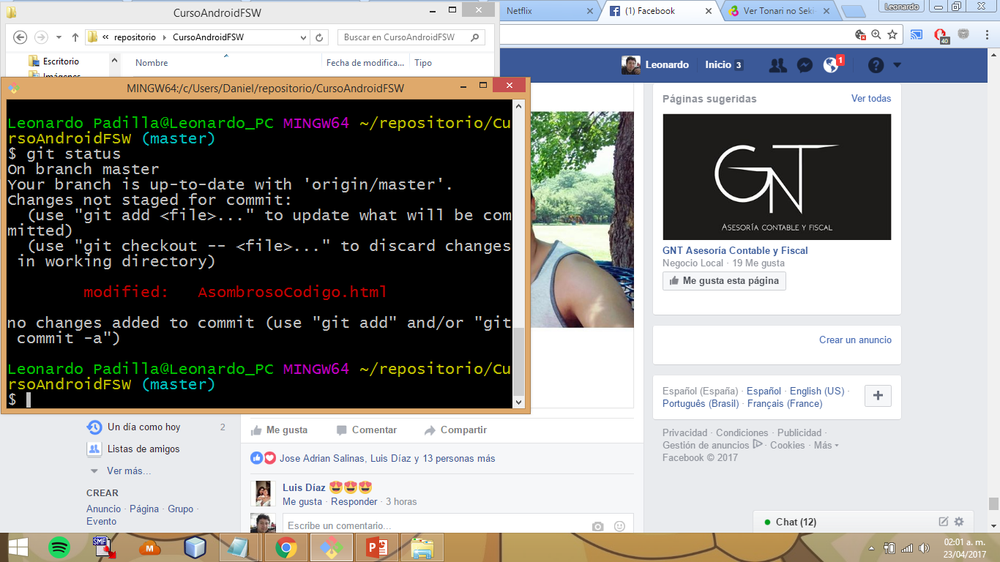 CursoAndroidFSW
repositorio
CursoAndroidFSW
Buscar en CursoAndroidFSW
Escritorio
Nombre
Fecha de modifica...
Tipo
Netflix
(1) Facebook
Ver Tonari no Seki-
Leonardo
40
MINGW64:/c/Users/Daniel/repositorio/CursoAndroidFSW
Leonardo Padilla@Leonardo_PC MINGW64 ~/repositorio/Cu
rsoAndroidFSW (master)
$ git status
On branch master
Your branch is up-to-date with 'origin/master'.
Changes not staged for commit:
(use "git add <file>..." to update what will be com
mitted)
(use "git checkout -- <file>..." to discard changes
in working directory)
modified: AsombrosoCodigo.html
no changes added to commit (use "git add" and/or "git
commit -a")
Leonardo Padilla@Leonardo_PC MINGW64 ~/repositorio/Cu
rsoAndroidFSW (master)
$
Leonardo
Inicio 3
1
Páginas sugeridas
Ver todas
GNT
ASESORÍA CONTABLE Y FISCAL
GNT Asesoría Contable y Fiscal
Negocio Local · 19 Me gusta
Me gusta esta página
Crear un anuncio
Español (España) · Español · English (US) ·
Português (Brasil) · Français (France)
Privacidad · Condiciones · Publicidad ·
Gestión de anuncios · Cookies · Más
Facebook © 2017
Un día como hoy
2
Listas de amigos
Ver más...
CREAR
Anuncio · Página · Grupo ·
Evento
Me gusta
Comentar
Compartir
Jose Adrian Salinas, Luis Díaz y 13 personas más
Luis Díaz 😍😍😍
Me gusta · Responder · 3 horas
Escribe un comentario...
Chat (12)
SMF
02:01 a. m.
23/04/2017